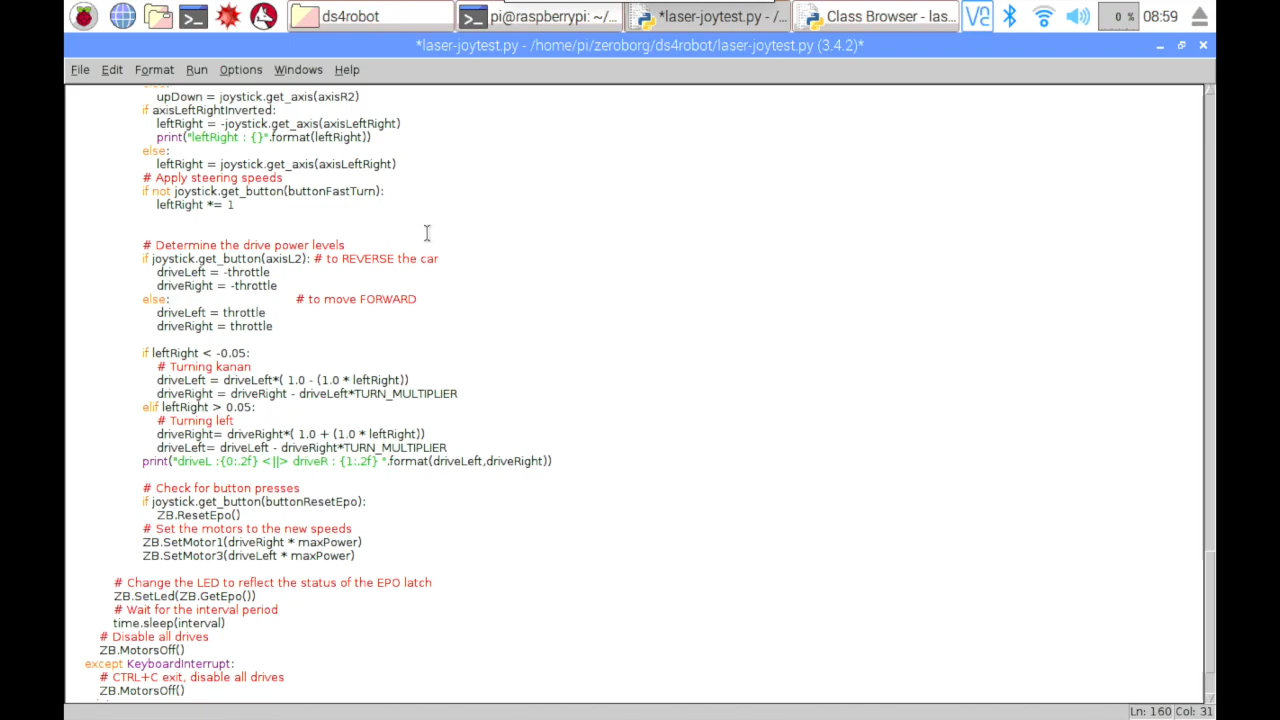 ds4robot
pi@raspberrypi: ~/...
*laser-joytest.py - /...
Class Browser - las...
0 %
08:59
*laser-joytest.py - /home/pi/zeroborg/ds4robot/laser-joytest.py (3.4.2)*
File Edit Format Run Options Windows Help
upDown = joystick.get_axis(axisR2)
if axisLeftRightInverted:
leftRight = -joystick.get_axis(axisLeftRight)
print("leftRight : {}".format(leftRight))
else:
leftRight = joystick.get_axis(axisLeftRight)
# Apply steering speeds
if not joystick.get_button(buttonFastTurn):
leftRight *= 1
# Determine the drive power levels
if joystick.get_button(axisL2): # to REVERSE the car
driveLeft = -throttle
driveRight = -throttle
else: # to move FORWARD
driveLeft = throttle
driveRight = throttle
if leftRight < -0.05:
# Turning kanan
driveLeft = driveLeft*( 1.0 - (1.0 * leftRight))
driveRight = driveRight - driveLeft*TURN_MULTIPLIER
elif leftRight > 0.05:
# Turning left
driveRight= driveRight*( 1.0 + (1.0 * leftRight))
driveLeft= driveLeft - driveRight*TURN_MULTIPLIER
print("driveL :{0:.2f} <||> driveR : {1:.2f} ".format(driveLeft,driveRight))
# Check for button presses
if joystick.get_button(buttonResetEpo):
ZB.ResetEpo()
# Set the motors to the new speeds
ZB.SetMotor1(driveRight * maxPower)
ZB.SetMotor3(driveLeft * maxPower)
# Change the LED to reflect the status of the EPO latch
ZB.SetLed(ZB.GetEpo())
# Wait for the interval period
time.sleep(interval)
# Disable all drives
ZB.MotorsOff()
except KeyboardInterrupt:
# CTRL+C exit, disable all drives
ZB.MotorsOff()
Ln: 160 Col: 31